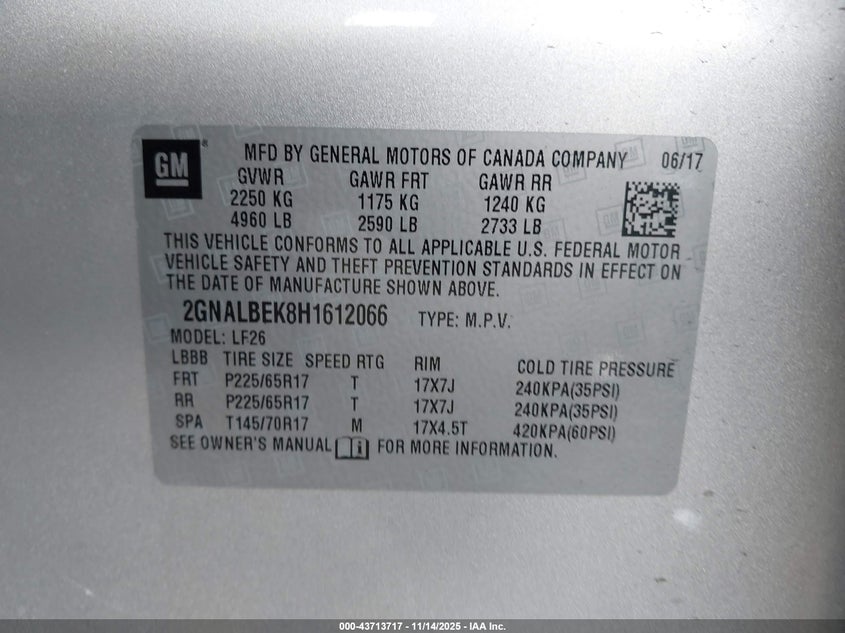 GM ®
MFD BY GENERAL MOTORS OF CANADA COMPANY 06/17
GVWR GAWR FRT GAWR RR
2250 KG 1175 KG 1240 KG
4960 LB 2590 LB 2733 LB
THIS VEHICLE CONFORMS TO ALL APPLICABLE U.S. FEDERAL MOTOR
VEHICLE SAFETY AND THEFT PREVENTION STANDARDS IN EFFECT ON
THE DATE OF MANUFACTURE SHOWN ABOVE.
2GNALBEK8H1612066 TYPE: M.P.V.
MODEL: LF26
LBBB TIRE SIZE SPEED RTG RIM COLD TIRE PRESSURE
FRT P225/65R17 T 17X7J 240KPA(35PSI)
RR P225/65R17 T 17X7J 240KPA(35PSI)
SPA T145/70R17 M 17X4.5T 420KPA(60PSI)
SEE OWNER'S MANUAL i FOR MORE INFORMATION.
000-43713717 - 11/14/2025 - IAA Inc.